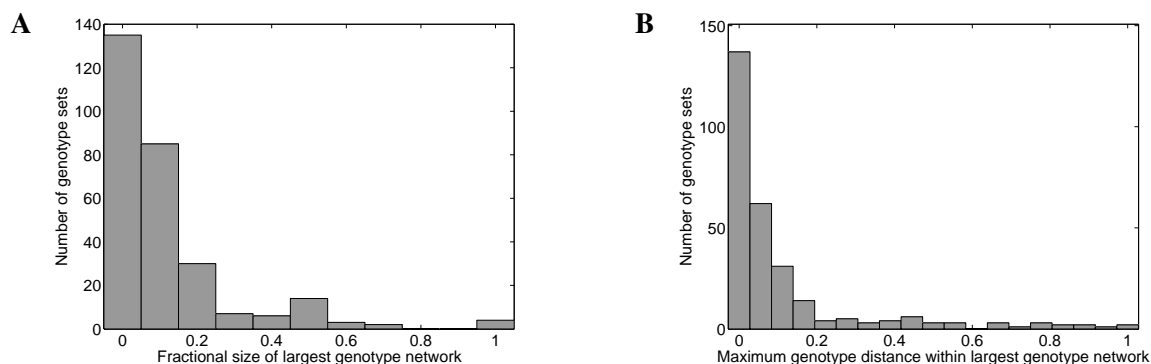 A
140
120
100
80
60
40
20
0
Number of genotype sets
0 0.2 0.4 0.6 0.8 1
Fractional size of largest genotype network
B
150
100
50
0
Number of genotype sets
0 0.2 0.4 0.6 0.8 1
Maximum genotype distance within largest genotype network